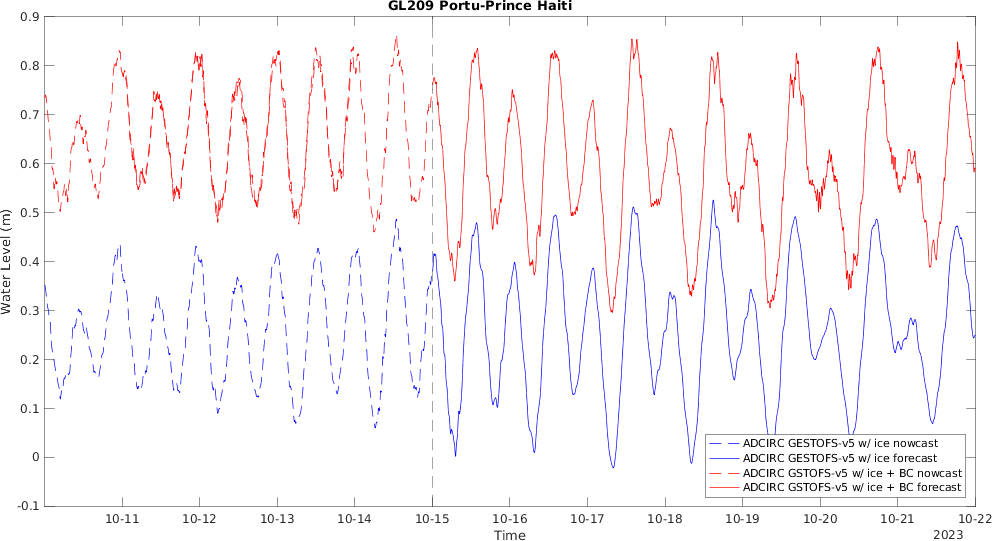 GL209 Portu-Prince Haiti
0.9
0.8
0.7
0.6
0.5
0.4
0.3
0.2
0.1
0
-0.1
Water Level (m)
ADCIRC GESTOFS-v5 w/ ice nowcast
ADCIRC GESTOFS-v5 w/ ice forecast
ADCIRC GSTOFS-v5 w/ ice + BC nowcast
ADCIRC GSTOFS-v5 w/ ice + BC forecast
10-11 10-12 10-13 10-14 10-15 10-16 10-17 10-18 10-19 10-20 10-21 10-22
Time
2023